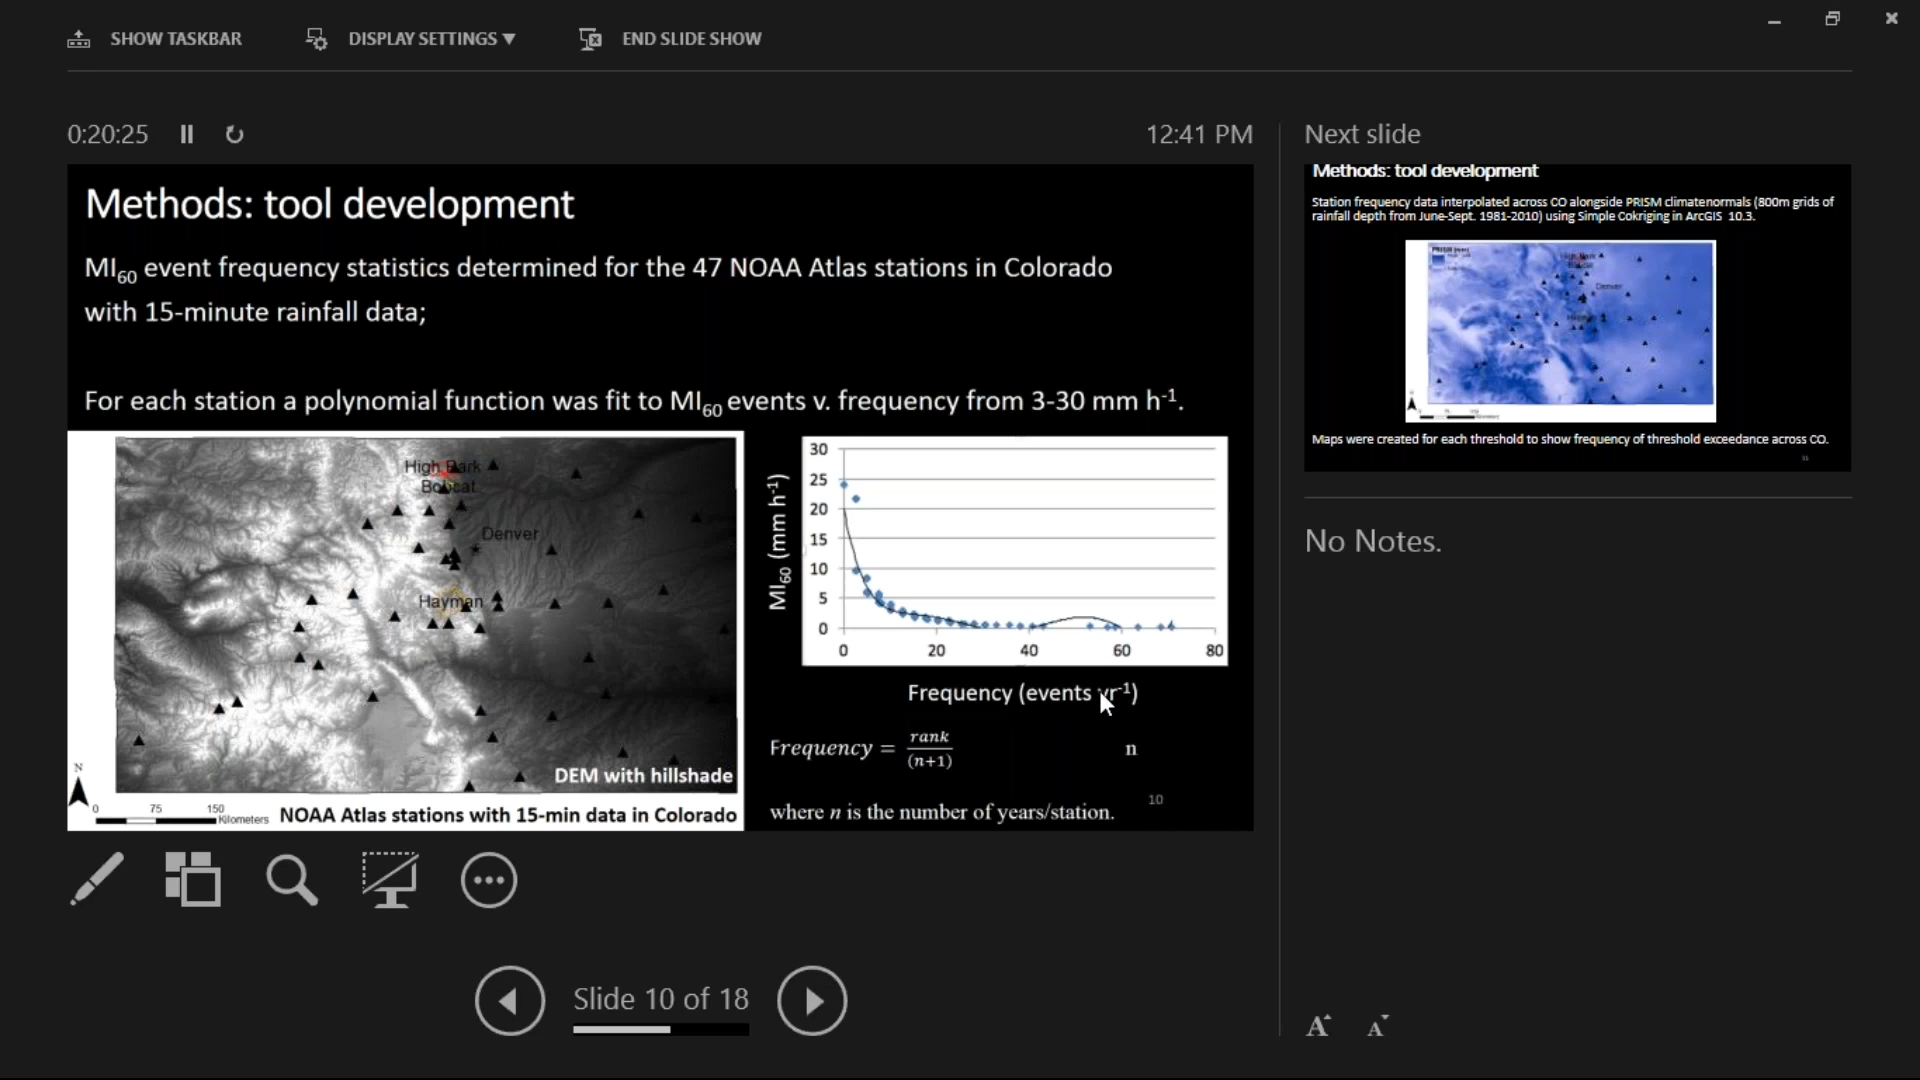 SHOW TASKBAR
DISPLAY SETTINGS
END SLIDE SHOW
0:20:25
12:41 PM
Methods: tool development
MI60 event frequency statistics determined for the 47 NOAA Atlas stations in Colorado
with 15-minute rainfall data;
For each station a polynomial function was fit to MI60 events v. frequency from 3-30 mm h-1.
High Park
Bobcat
Denver
Hayman
DEM with hillshade
N
0 75 150
Kilometers
NOAA Atlas stations with 15-min data in Colorado
MI60 (mm h-1)
30
25
20
15
10
5
0
0 20 40 60 80
Frequency (events yr-1)
Frequency = rank
(n+1)
n
where n is the number of years/station.
10
Next slide
Methods: tool development
Station frequency data interpolated across CO alongside PRISM climatenormals (800m grids of
rainfall depth from June-Sept. 1981-2010) using Simple Cokriging in ArcGIS 10.3.
High Park
Denver
Maps were created for each threshold to show frequency of threshold exceedance across CO.
No Notes.
Slide 10 of 18
A A